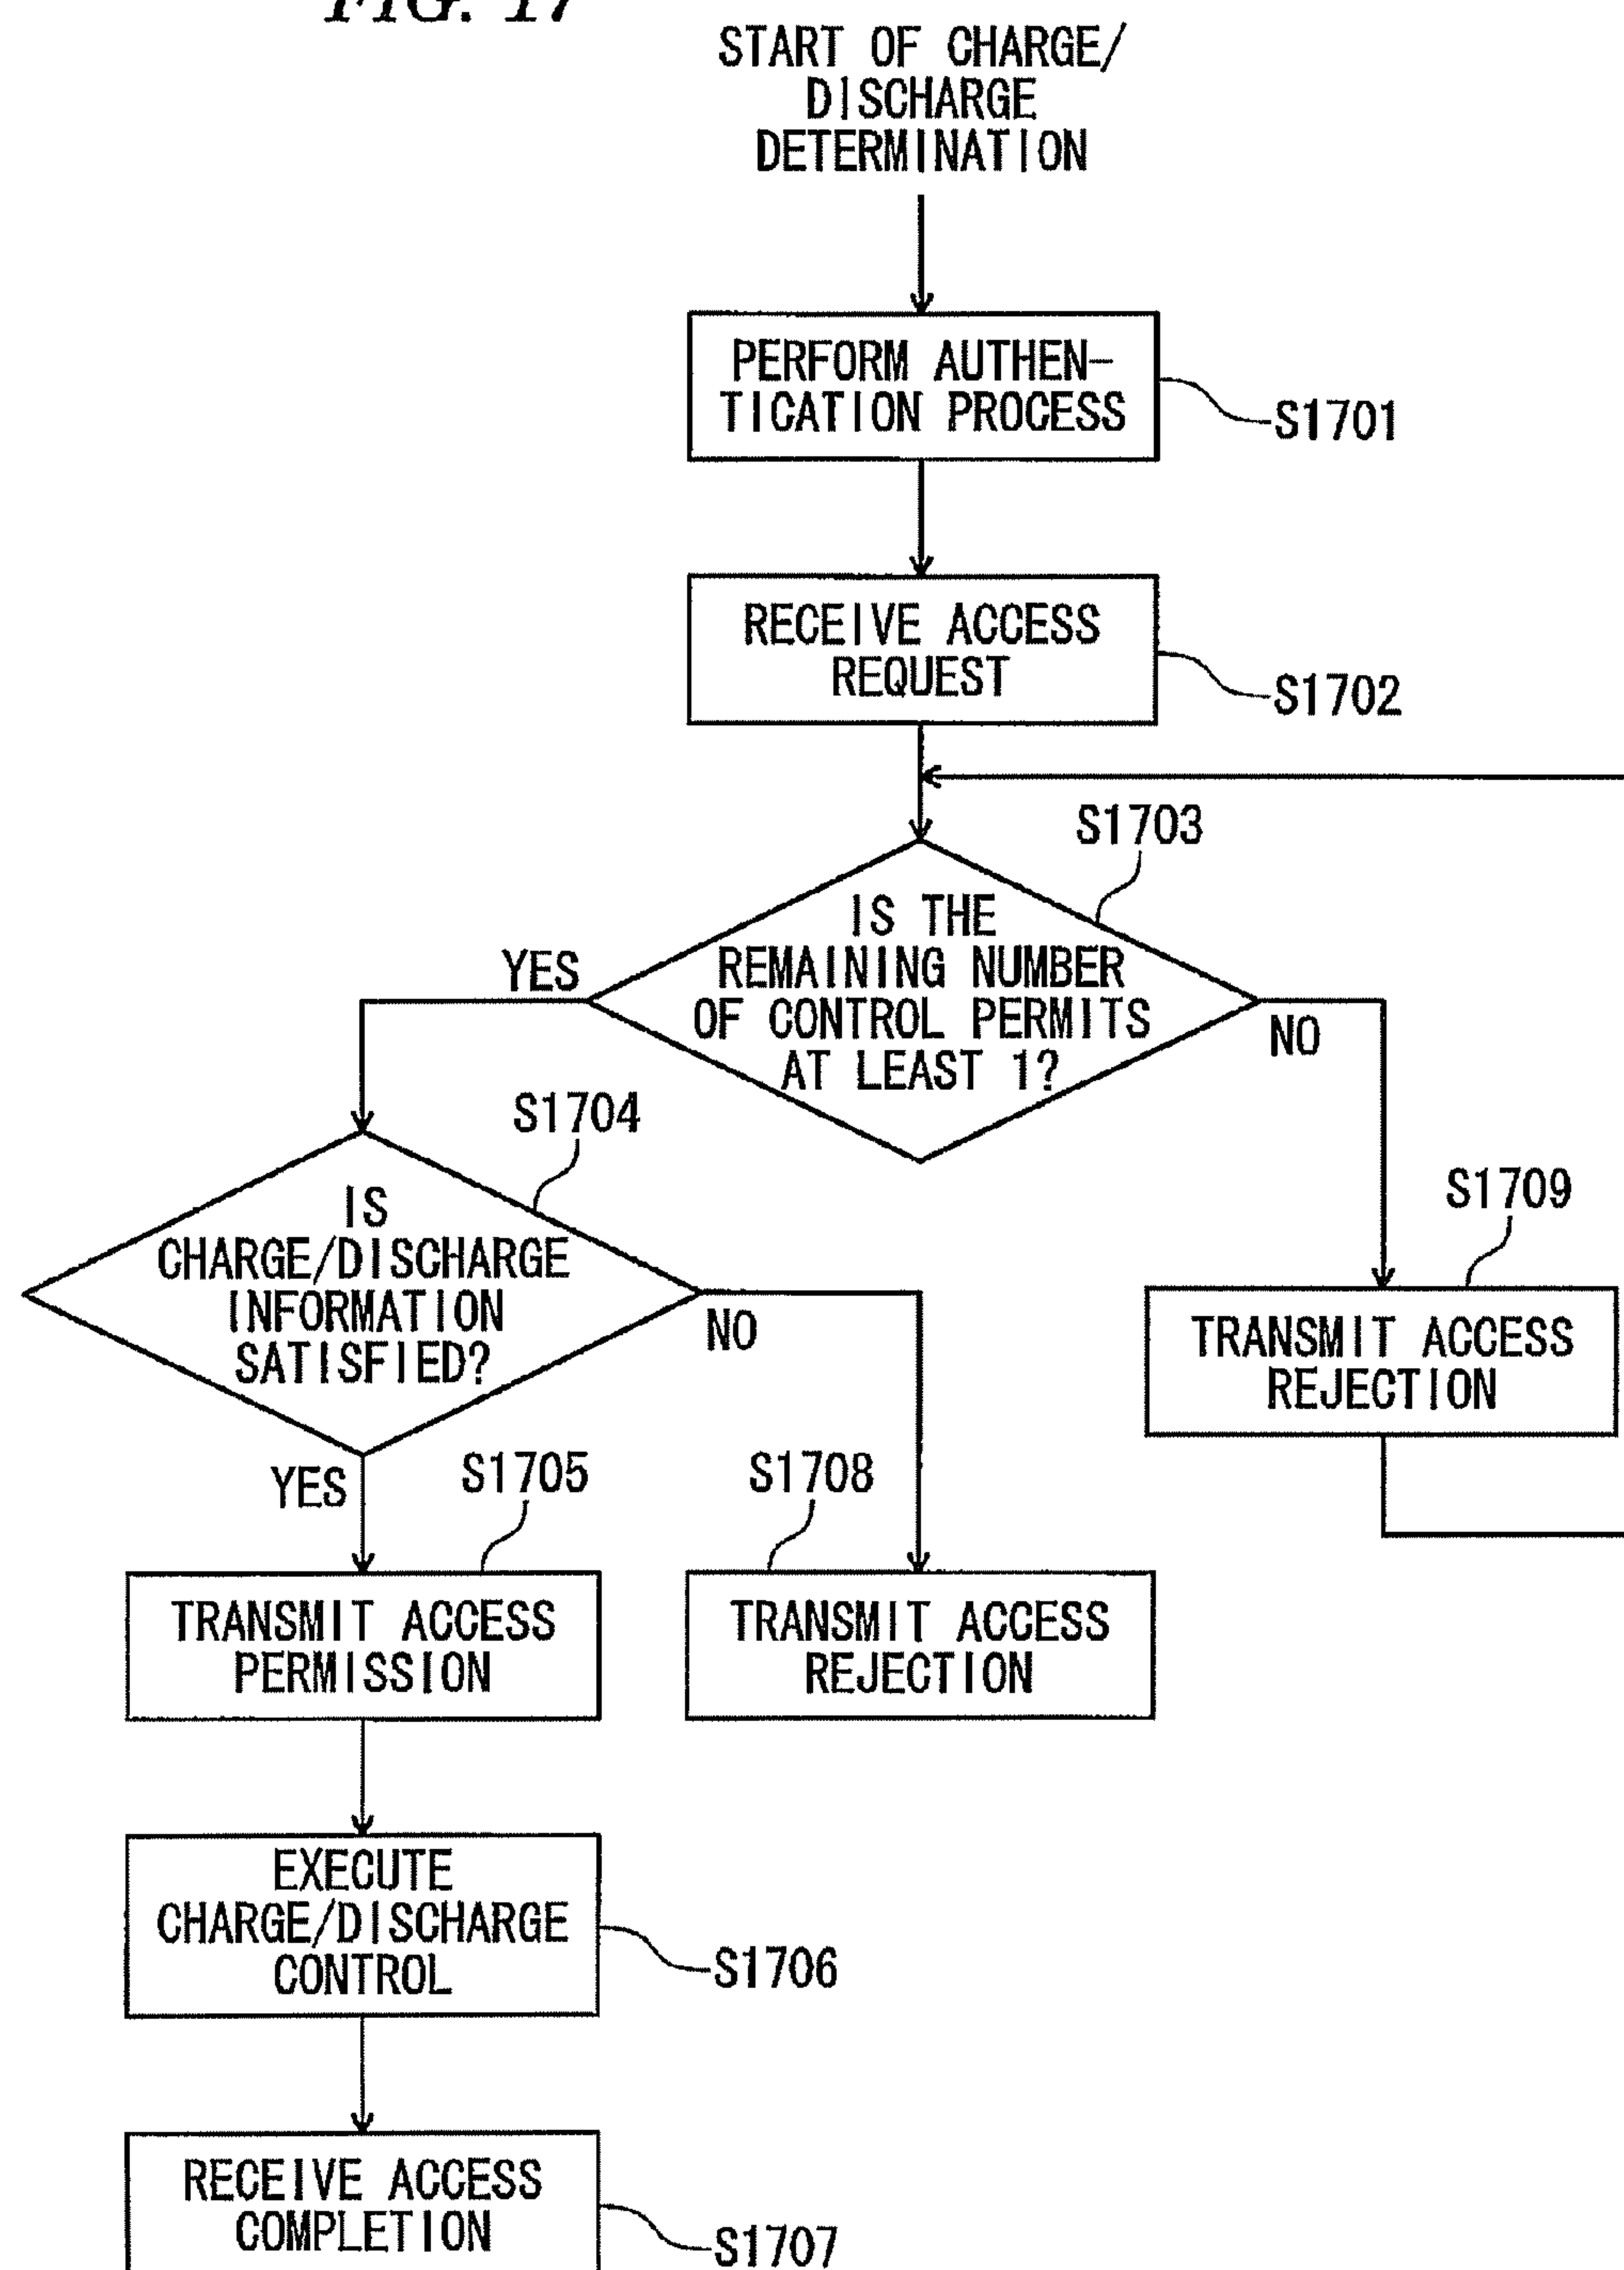 FIG. 17
START OF CHARGE/
DISCHARGE
DETERMINATION
PERFORM AUTHEN-
TICATION PROCESS
S1701
RECEIVE ACCESS
REQUEST
S1702
S1703
IS THE
REMAINING NUMBER
OF CONTROL PERMITS
AT LEAST 1?
YES
NO
S1704
IS
CHARGE/DISCHARGE
INFORMATION
SATISFIED?
NO
YES
S1709
TRANSMIT ACCESS
REJECTION
S1705
TRANSMIT ACCESS
PERMISSION
S1708
TRANSMIT ACCESS
REJECTION
EXECUTE
CHARGE/DISCHARGE
CONTROL
S1706
RECEIVE ACCESS
COMPLETION
S1707